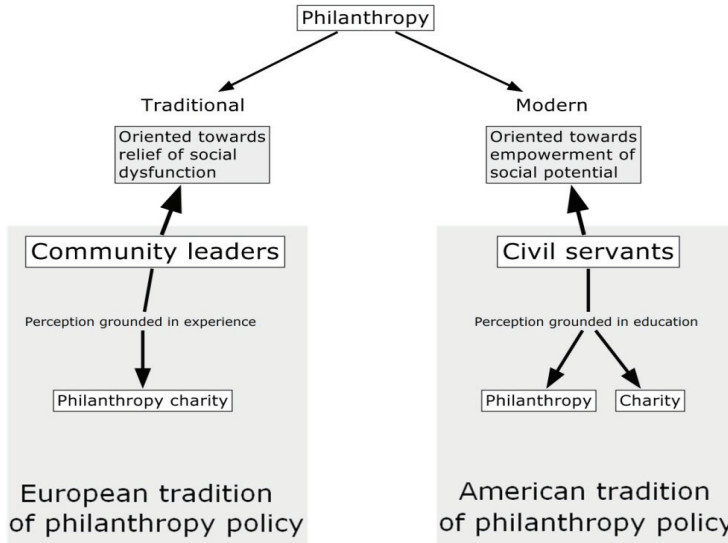 Philanthropy
Traditional
Modern
Oriented towards
relief of social
dysfunction
Oriented towards
empowerment of
social potential
Community leaders
Civil servants
Perception grounded in experience
Perception grounded in education
Philanthropy charity
Philanthropy
Charity
European tradition
of philanthropy policy
American tradition
of philanthropy policy